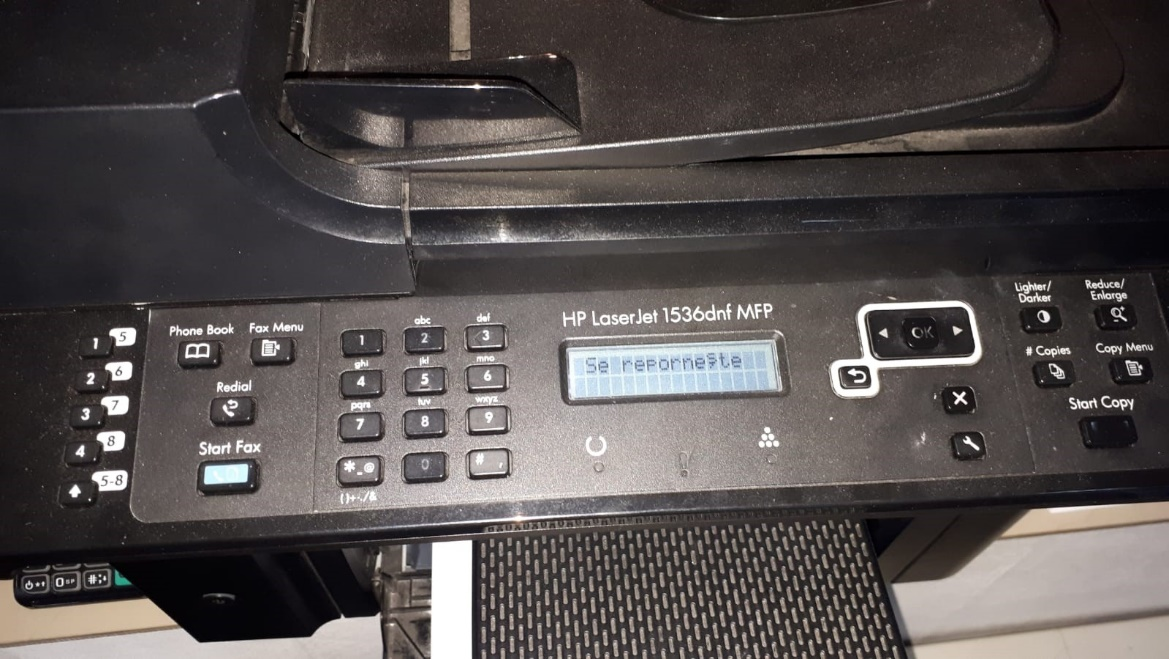 HP LaserJet 1536dnf MFP
Se repornește
1 5
2 6
3 7
4 8
5-8
Phone Book
Fax Menu
Redial
Start Fax
1
abc
2
def
3
ghi
4
jkl
5
mno
6
pqrs
7
tuv
8
wxyz
9
*_@
()+-./&
0
# ,
OK
Lighter/
Darker
Reduce/
Enlarge
# Copies
Copy Menu
Start Copy
0 SP